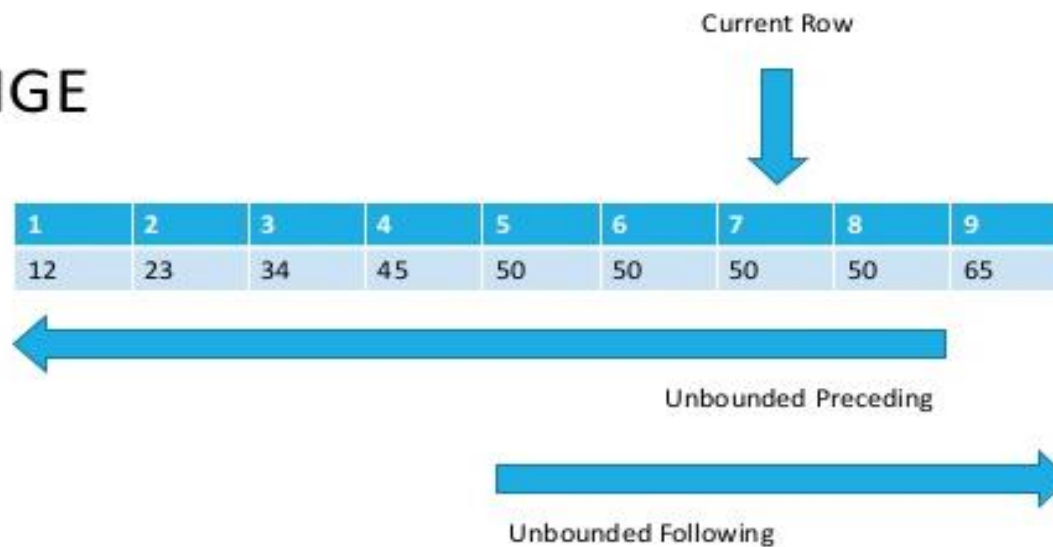 Current Row
NGE
1 2 3 4 5 6 7 8 9
12 23 34 45 50 50 50 50 65
Unbounded Preceding
Unbounded Following